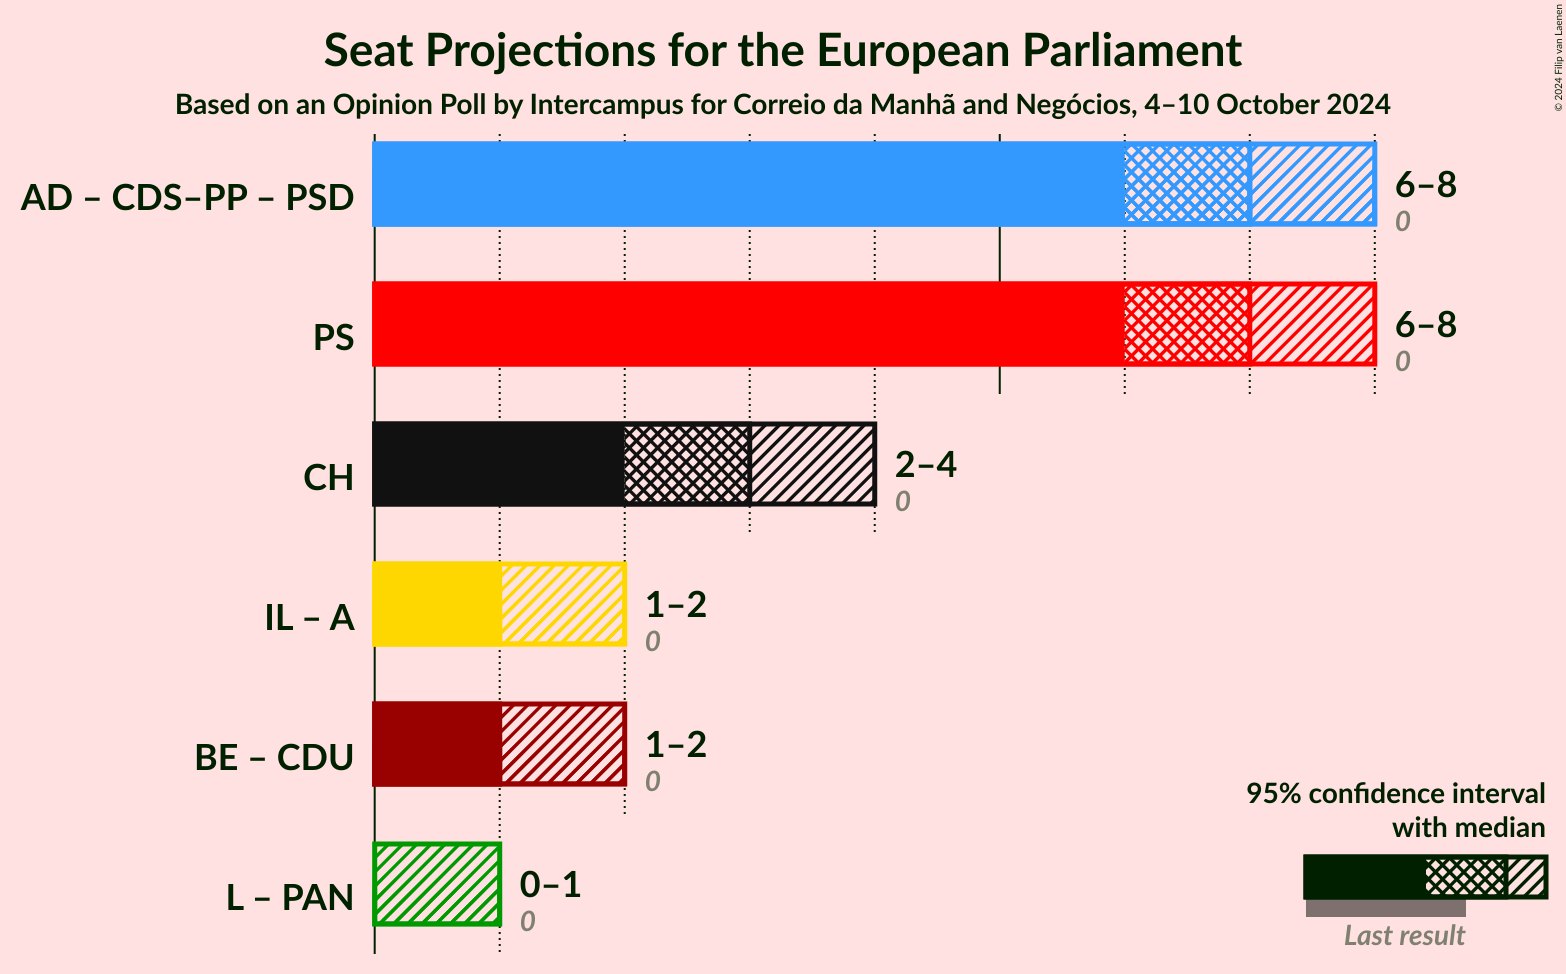 Seat Projections for the European Parliament
Based on an Opinion Poll by Intercampus for Correio da Manhã and Negócios, 4–10 October 2024
© 2024 Filip van Laenen
AD – CDS–PP – PSD
6–8
0
PS
6–8
0
CH
2–4
0
IL – A
1–2
0
BE – CDU
1–2
0
L – PAN
0–1
0
95% confidence interval
with median
Last result